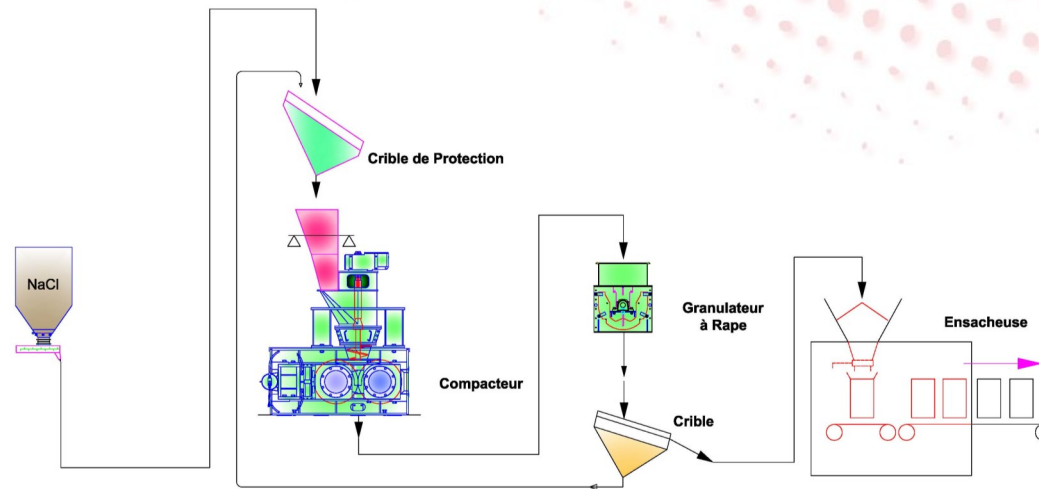 Crible de Protection
NaCl
Granulateur
à Rape
Ensacheuse
Compacteur
Crible